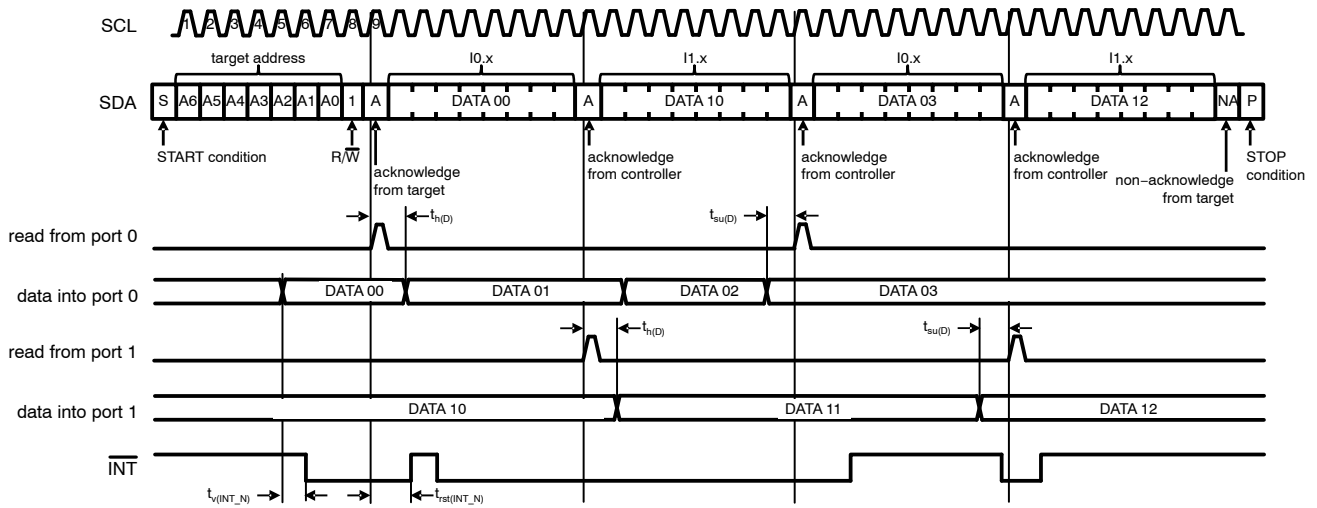 SCL 1 2 3 4 5 6 7 8 9
target address I0.x I1.x I0.x I1.x
SDA S A6 A5 A4 A3 A2 A1 A0 1 A DATA 00 A DATA 10 A DATA 03 A DATA 12 NA P
START condition R/W acknowledge from target acknowledge from controller acknowledge from controller acknowledge from controller non−acknowledge from target STOP condition
th(D) tsu(D)
read from port 0
data into port 0 DATA 00 DATA 01 DATA 02 DATA 03
th(D) tsu(D)
read from port 1
data into port 1 DATA 10 DATA 11 DATA 12
INT
tv(INT_N) trst(INT_N)